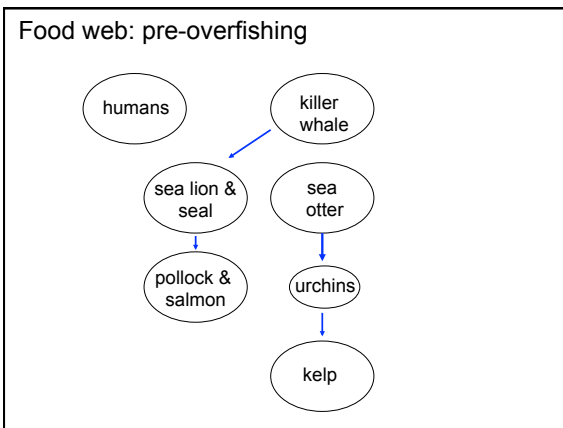 Food web: pre-overfishing
humans
killer
whale
sea lion &
seal
sea
otter
pollock &
salmon
urchins
kelp